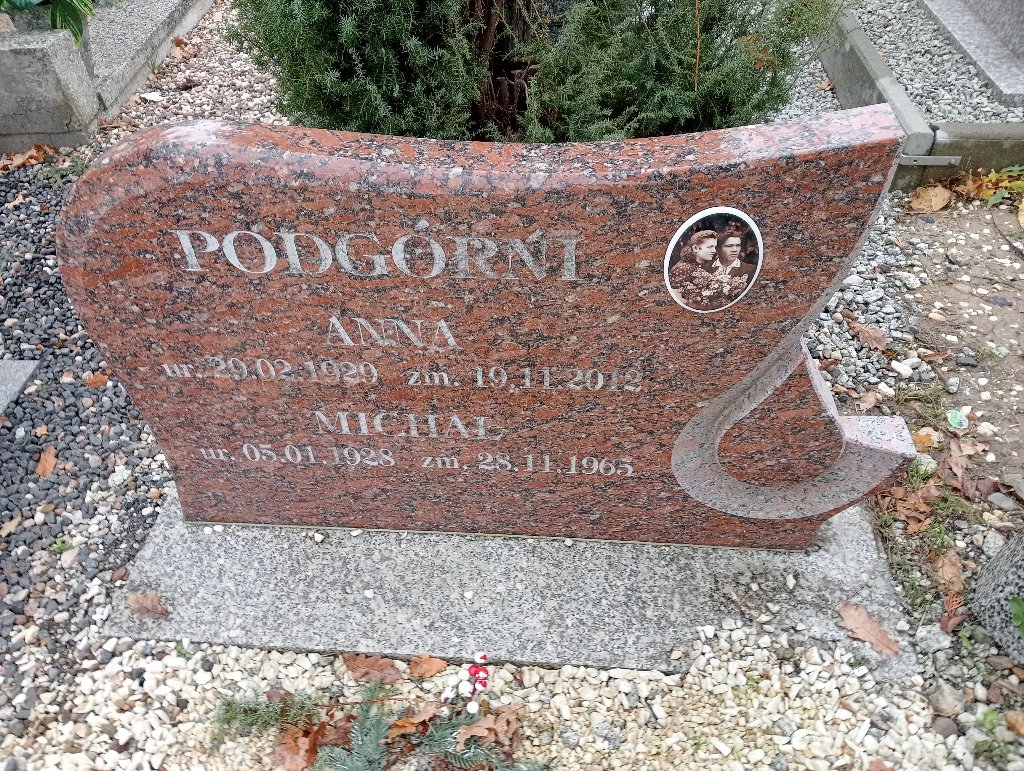 PODGÓRNI
ANNA
ur. 29.02.1929 zm. 19.11.2012
MICHAŁ
ur. 05.01.1928 zm. 28.11.1965